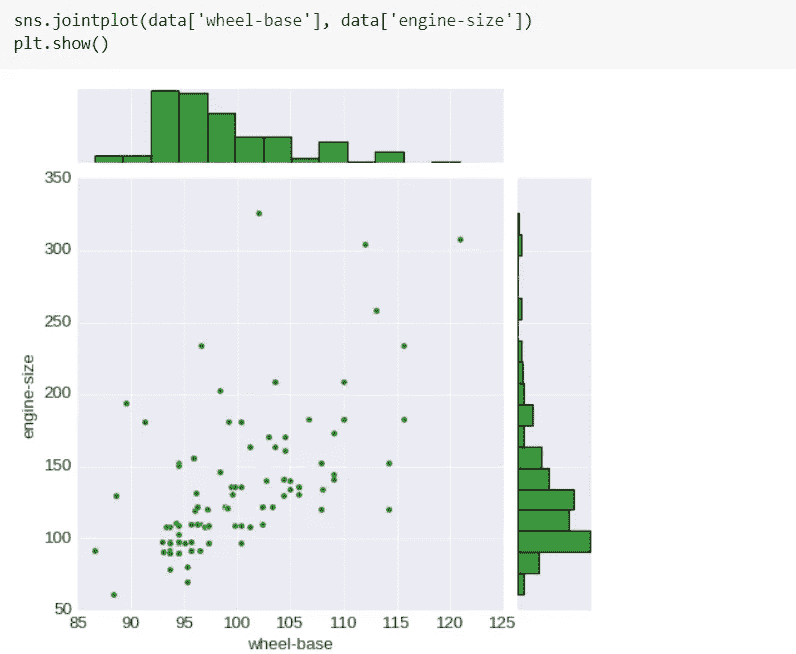 sns.jointplot(data['wheel-base'], data['engine-size'])
plt.show()
350
300
250
200
150
100
50
engine-size
85 90 95 100 105 110 115 120 125
wheel-base